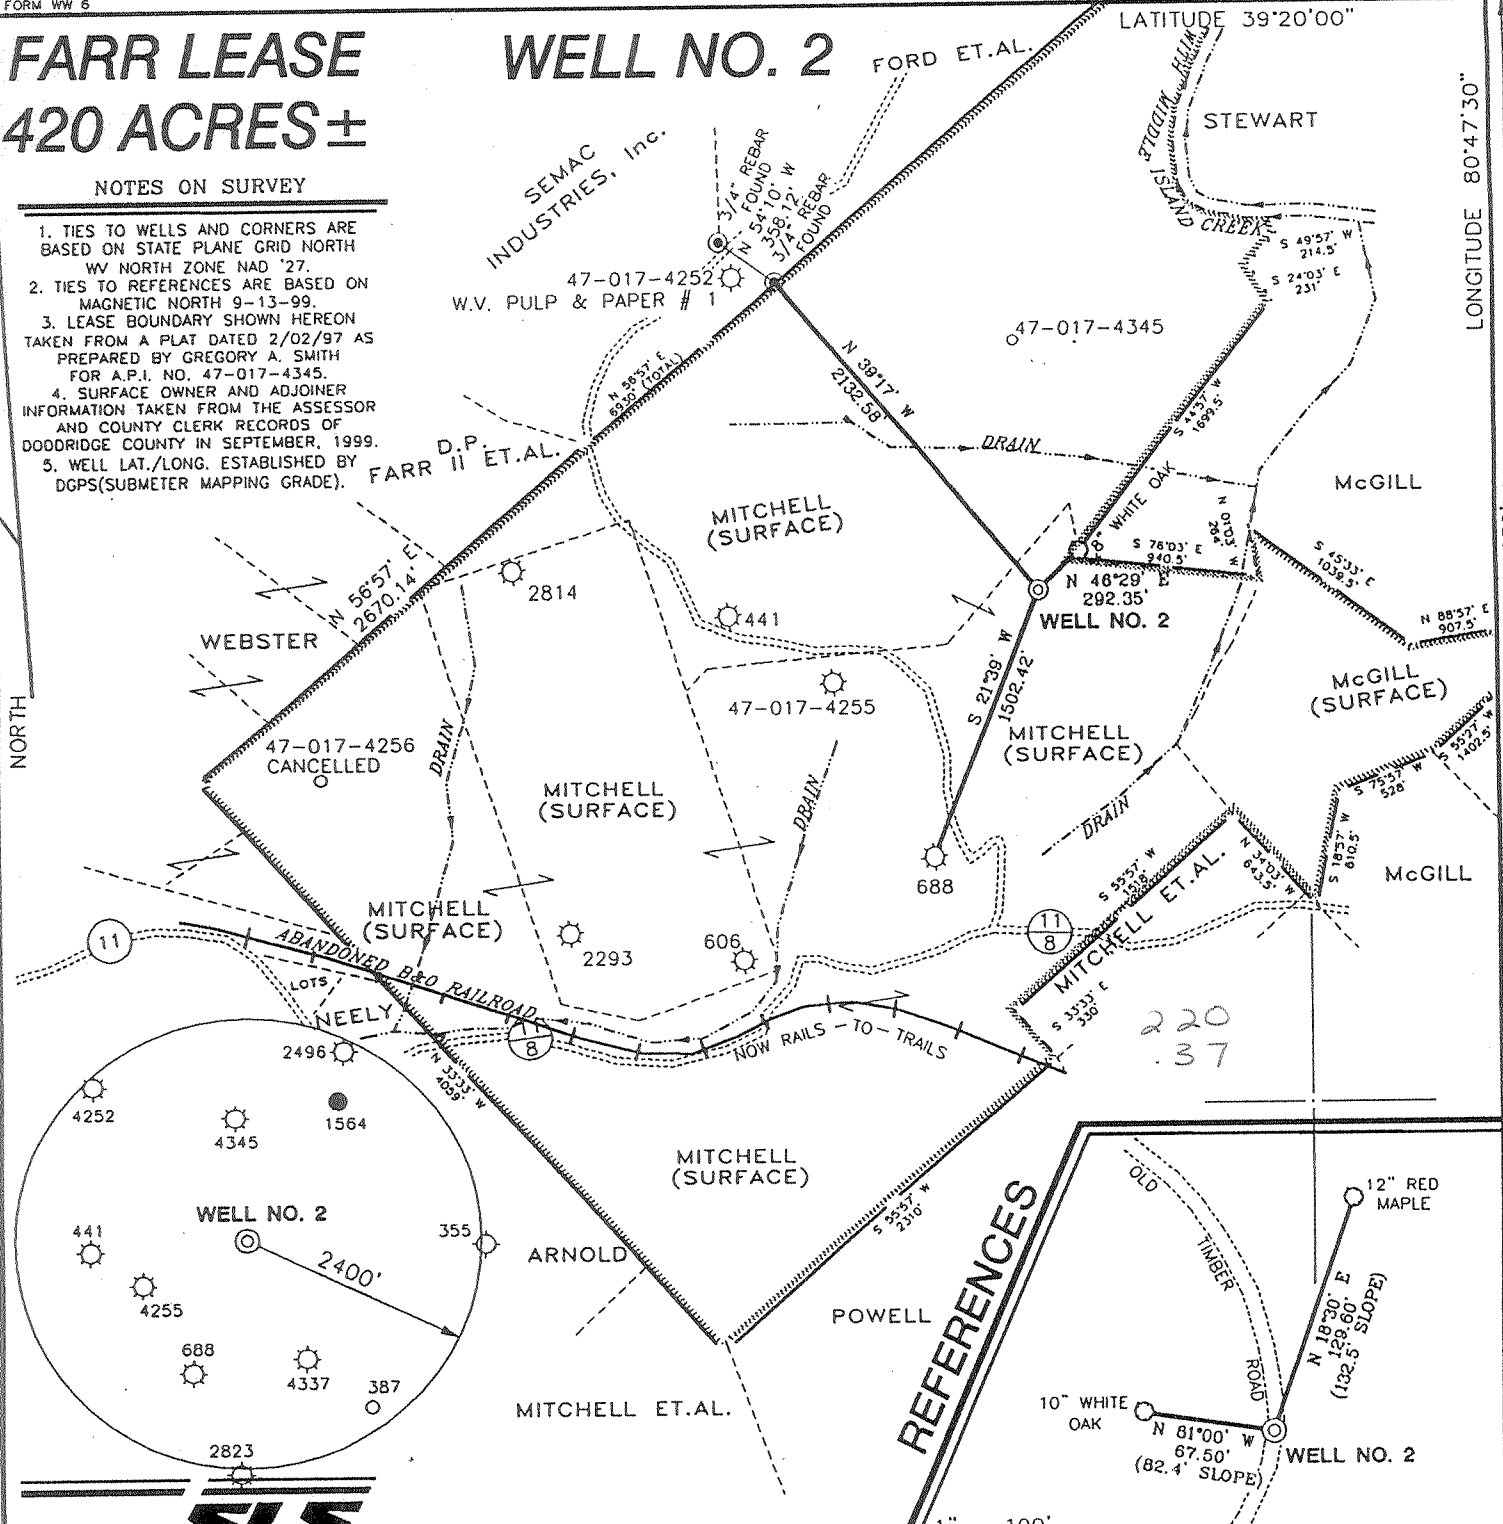 FORM WW 6
FARR LEASE
420 ACRES±
WELL NO. 2
LATITUDE 39°20'00"
LONGITUDE 80°47'30"
NOTES ON SURVEY
1. TIES TO WELLS AND CORNERS ARE
BASED ON STATE PLANE GRID NORTH
WV NORTH ZONE NAD '27.
2. TIES TO REFERENCES ARE BASED ON
MAGNETIC NORTH 9-13-99.
3. LEASE BOUNDARY SHOWN HEREON
TAKEN FROM A PLAT DATED 2/02/97 AS
PREPARED BY GREGORY A. SMITH
FOR A.P.I. NO. 47-017-4345.
4. SURFACE OWNER AND ADJOINER
INFORMATION TAKEN FROM THE ASSESSOR
AND COUNTY CLERK RECORDS OF
DODDRIDGE COUNTY IN SEPTEMBER, 1999.
5. WELL LAT./LONG. ESTABLISHED BY
DGPS(SUBMETER MAPPING GRADE).
NORTH
FORD ET.AL.
SEMAC
INDUSTRIES, Inc.
3/4" REBAR
FOUND
N 54°10' W
358.12'
3/4" REBAR
FOUND
47-017-4252
W.V. PULP & PAPER # 1
STEWART
MIDDLE ISLAND CREEK
S 49°57' W
214.5'
S 24°03' E
231'
47-017-4345
N 39°17' W
2132.58'
N 56°57' E
6930' (TOTAL)
S 44°57' W
1699.5'
DRAIN
D.P.
FARR II ET.AL.
McGILL
MITCHELL
(SURFACE)
18" WHITE OAK
N 01°03' W
264'
S 76°03' E
940.5'
S 45°33' E
1039.5'
N 88°57' E
907.5'
N 56°57' E
2670.14'
2814
441
N 46°29' E
292.35'
WELL NO. 2
WEBSTER
S 21°39' W
1502.42'
47-017-4255
McGILL
(SURFACE)
MITCHELL
(SURFACE)
47-017-4256
CANCELLED
DRAIN
MITCHELL
(SURFACE)
DRAIN
DRAIN
S 55°27' W
1402.5'
S 75°57' W
528'
S 18°57' W
610.5'
N 34°03' W
643.5'
S 55°57' W
1518'
McGILL
688
MITCHELL
(SURFACE)
11
ABANDONED B&O RAILROAD
2293
606
11
8
MITCHELL ET.AL.
LOTS
NEELY
11
8
NOW RAILS-TO-TRAILS
S 33°33' E
330'
220
.37
N 33°33' W
4059'
MITCHELL
(SURFACE)
S 55°57' W
2310'
ARNOLD
POWELL
MITCHELL ET.AL.
2496
4252
4345
1564
WELL NO. 2
441
355
2400'
4255
688
4337
387
2823
SLS
REFERENCES
OLD
TIMBER
ROAD
12" RED
MAPLE
N 18°30' E
129.60'
(132.5' SLOPE)
10" WHITE
OAK
N 81°00' W
67.50'
(82.4' SLOPE)
WELL NO. 2